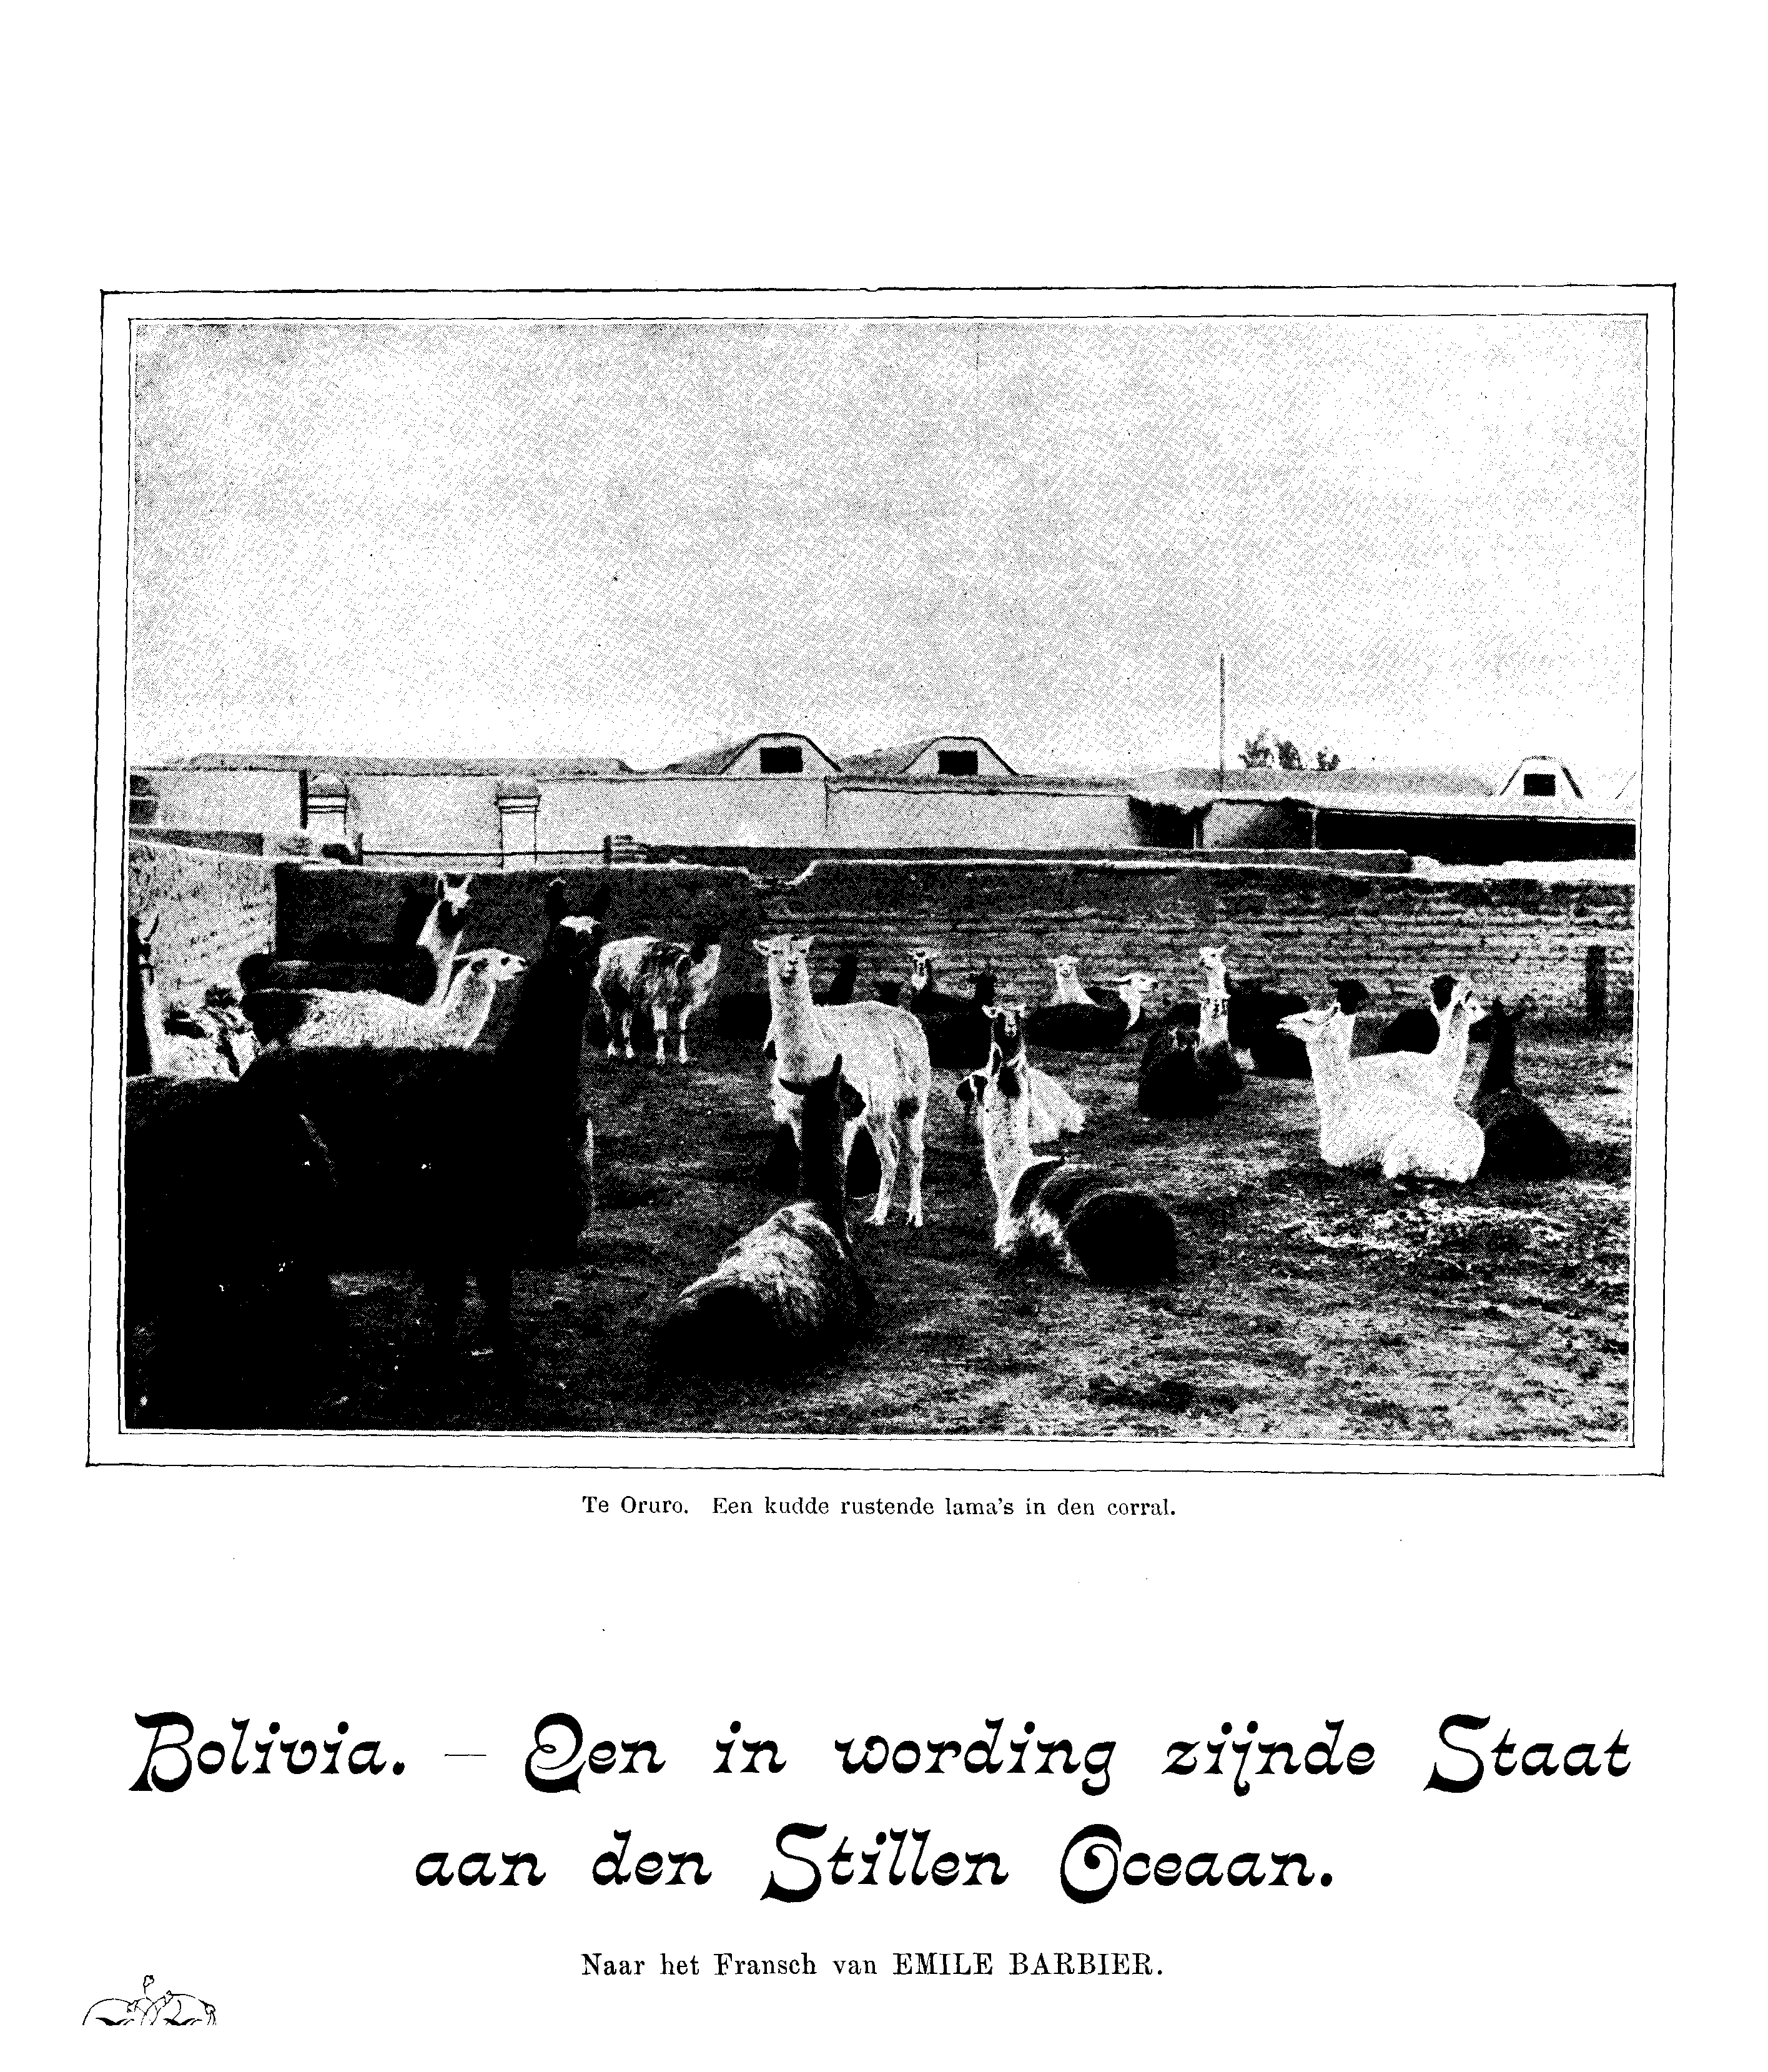 Te Oruro. Een kudde rustende lama's in den corral.
Bolivia. — Een in wording zijnde Staat
aan den Stillen Oceaan.
Naar het Fransch van EMILE BARBIER.